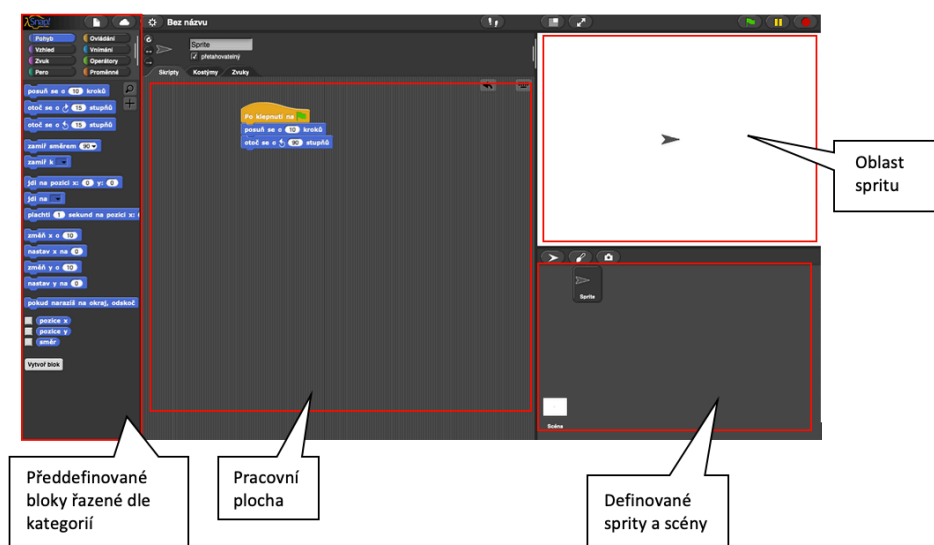 Snap!
Bez názvu
Pohyb
Ovládání
Vzhled
Vnímání
Zvuk
Operátory
Pero
Proměnné
Sprite
přetahovatelný
Skripty Kostýmy Zvuky
posuň se o 10 kroků
otoč se o 15 stupňů
otoč se o 15 stupňů
zamiř směrem 90
zamiř k
jdi na pozici x: 0 y: 0
jdi na
plachti 1 sekund na pozici x:
změň x o 10
nastav x na 0
změň y o 10
nastav y na 0
pokud narazíš na okraj, odskoč
pozice x
pozice y
směr
Vytvoř blok
Po klepnutí na
posuň se o 10 kroků
otoč se o 90 stupňů
Sprite
Scéna
Oblast
spritu
Předdefinované
bloky řazené dle
kategorií
Pracovní
plocha
Definované
sprity a scény